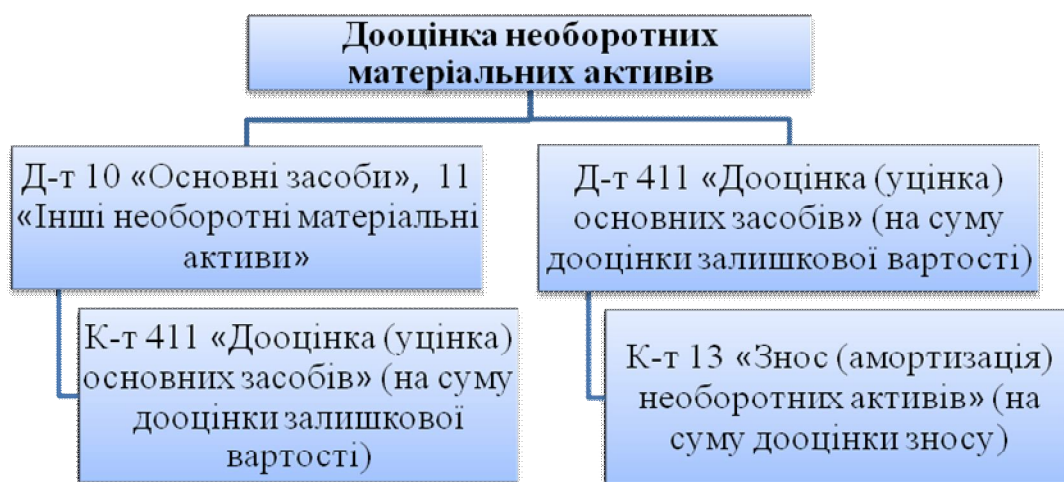 Дооцінка необоротних
матеріальних активів
Д-т 10 «Основні засоби», 11
«Інші необоротні матеріальні
активи»
К-т 411 «Дооцінка (уцінка)
основних засобів» (на суму
дооцінки залишкової
вартості)
Д-т 411 «Дооцінка (уцінка)
основних засобів» (на суму
дооцінки залишкової вартості)
К-т 13 «Знос (амортизація)
необоротних активів» (на
суму дооцінки зносу)